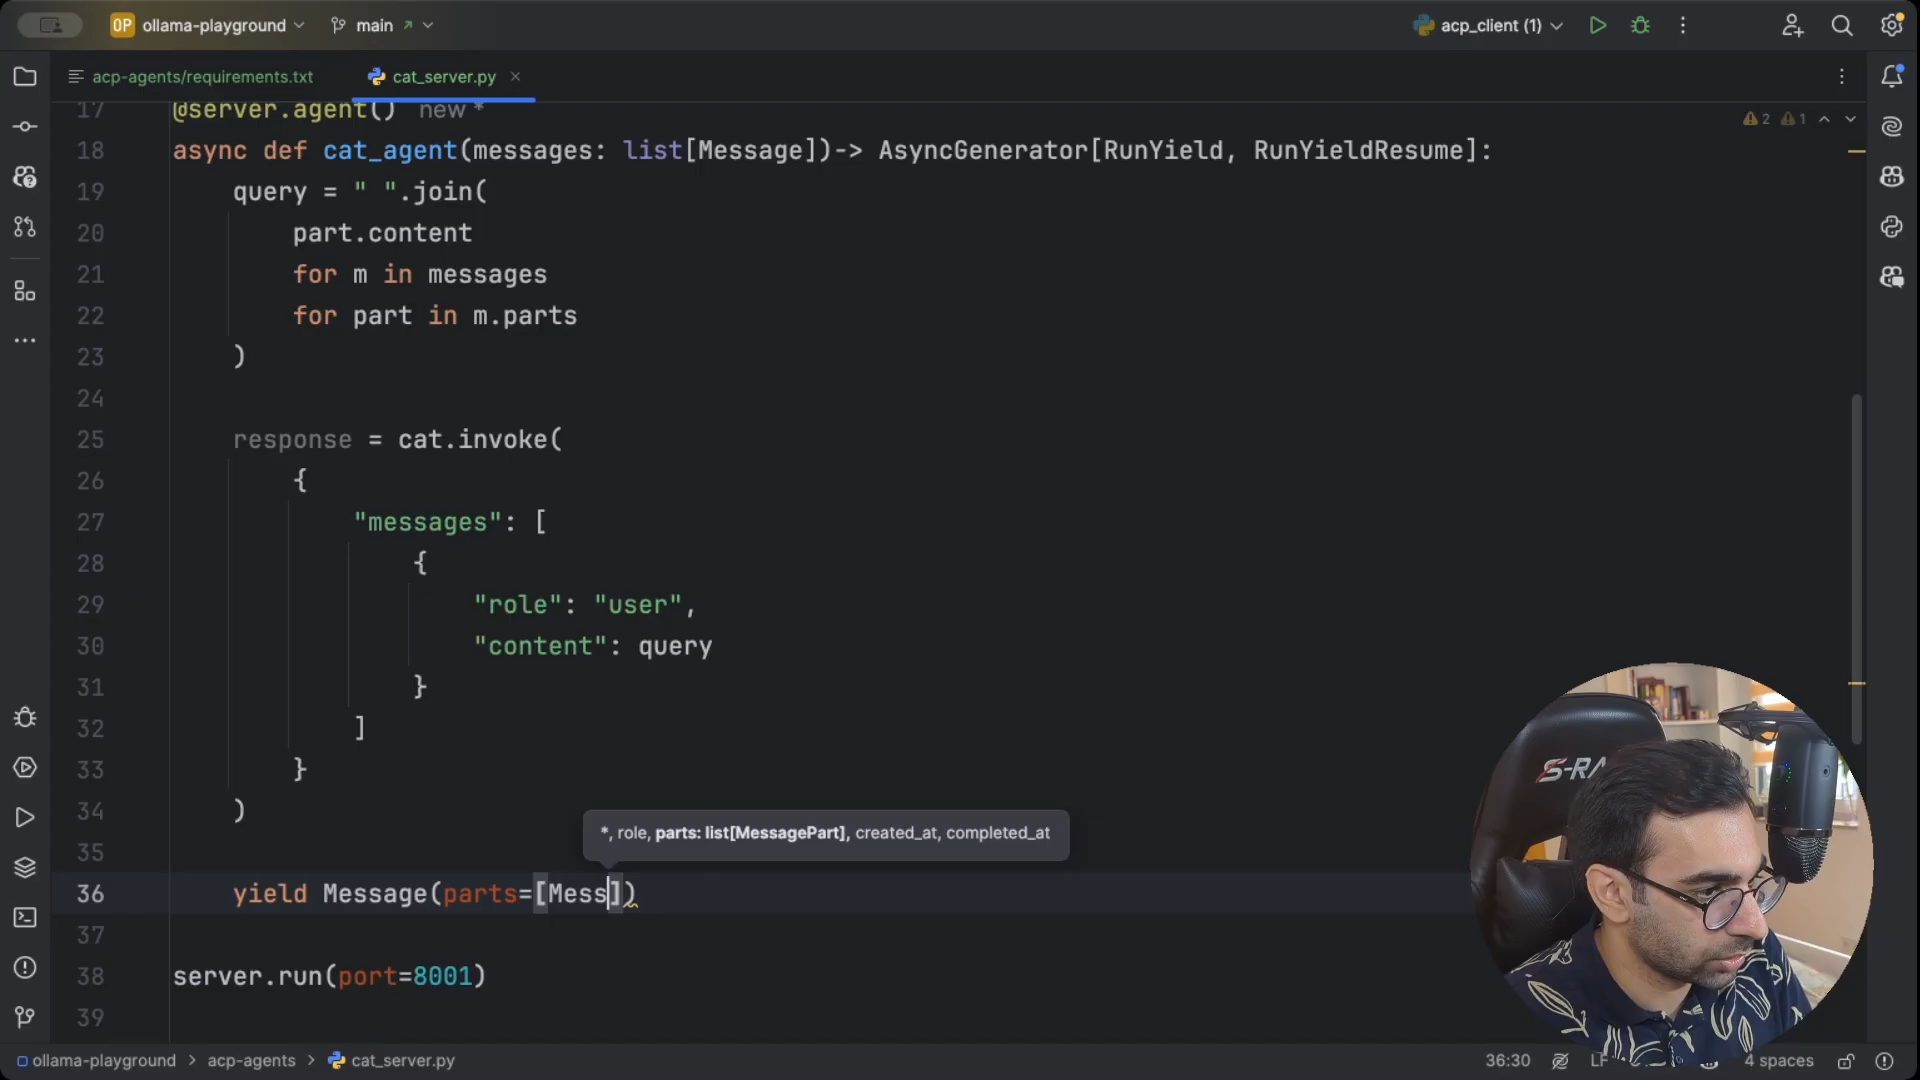 OP ollama-playground main acp_client (1)
acp-agents/requirements.txt cat_server.py
17 @server.agent() new *
2 1
18 async def cat_agent(messages: list[Message])-> AsyncGenerator[RunYield, RunYieldResume]:
19 query = " ".join(
20 part.content
21 for m in messages
22 for part in m.parts
23 )
24
25 response = cat.invoke(
26 {
27 "messages": [
28 {
29 "role": "user",
30 "content": query
31 }
32 ]
33 }
34 )
*, role, parts: list[MessagePart], created_at, completed_at
35
36 yield Message(parts=[Mess])
37
38 server.run(port=8001)
39
S-RA
ollama-playground > acp-agents > cat_server.py 36:30 LF 4 spaces